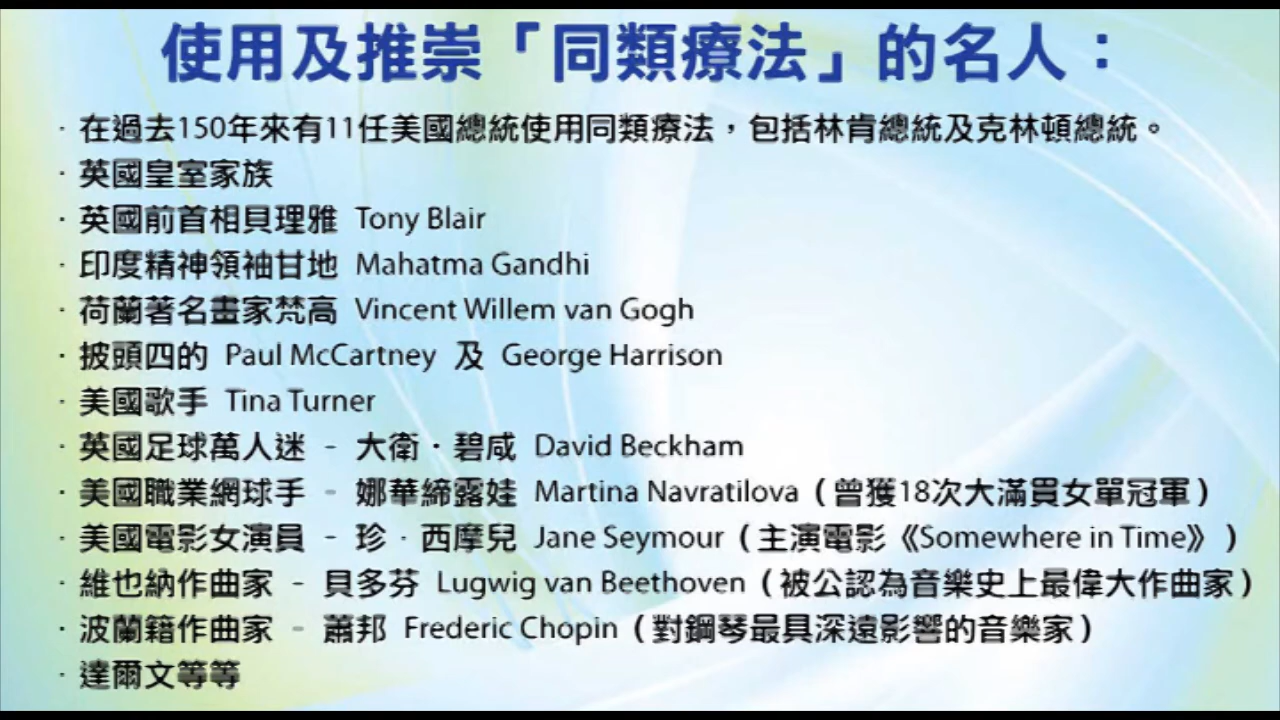 使用及推崇「同類療法」的名人：
· 在過去150年來有11任美國總統使用同類療法，包括林肯總統及克林頓總統。
· 英國皇室家族
· 英國前首相貝理雅 Tony Blair
· 印度精神領袖甘地 Mahatma Gandhi
· 荷蘭著名畫家梵高 Vincent Willem van Gogh
· 披頭四的 Paul McCartney 及 George Harrison
· 美國歌手 Tina Turner
· 英國足球萬人迷 - 大衛·碧咸 David Beckham
· 美國職業網球手 - 娜華締露娃 Martina Navratilova（曾獲18次大滿貫女單冠軍）
· 美國電影女演員 - 珍·西摩兒 Jane Seymour（主演電影《Somewhere in Time》）
· 維也納作曲家 - 貝多芬 Lugwig van Beethoven（被公認為音樂史上最偉大作曲家）
· 波蘭籍作曲家 - 蕭邦 Frederic Chopin（對鋼琴最具深遠影響的音樂家）
· 達爾文等等